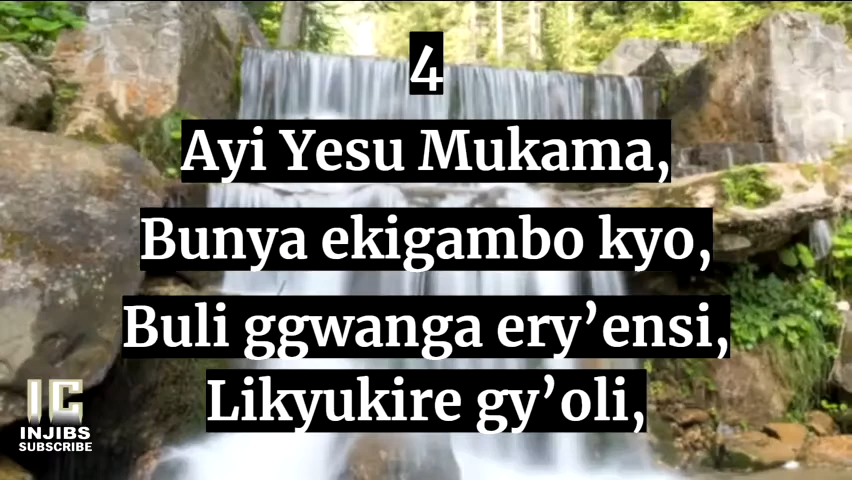 4
Ayi Yesu Mukama,
Bunya ekigambo kyo,
Buli ggwanga ery’ensi,
Likyukire gy’oli,
IC
INJIBS
SUBSCRIBE